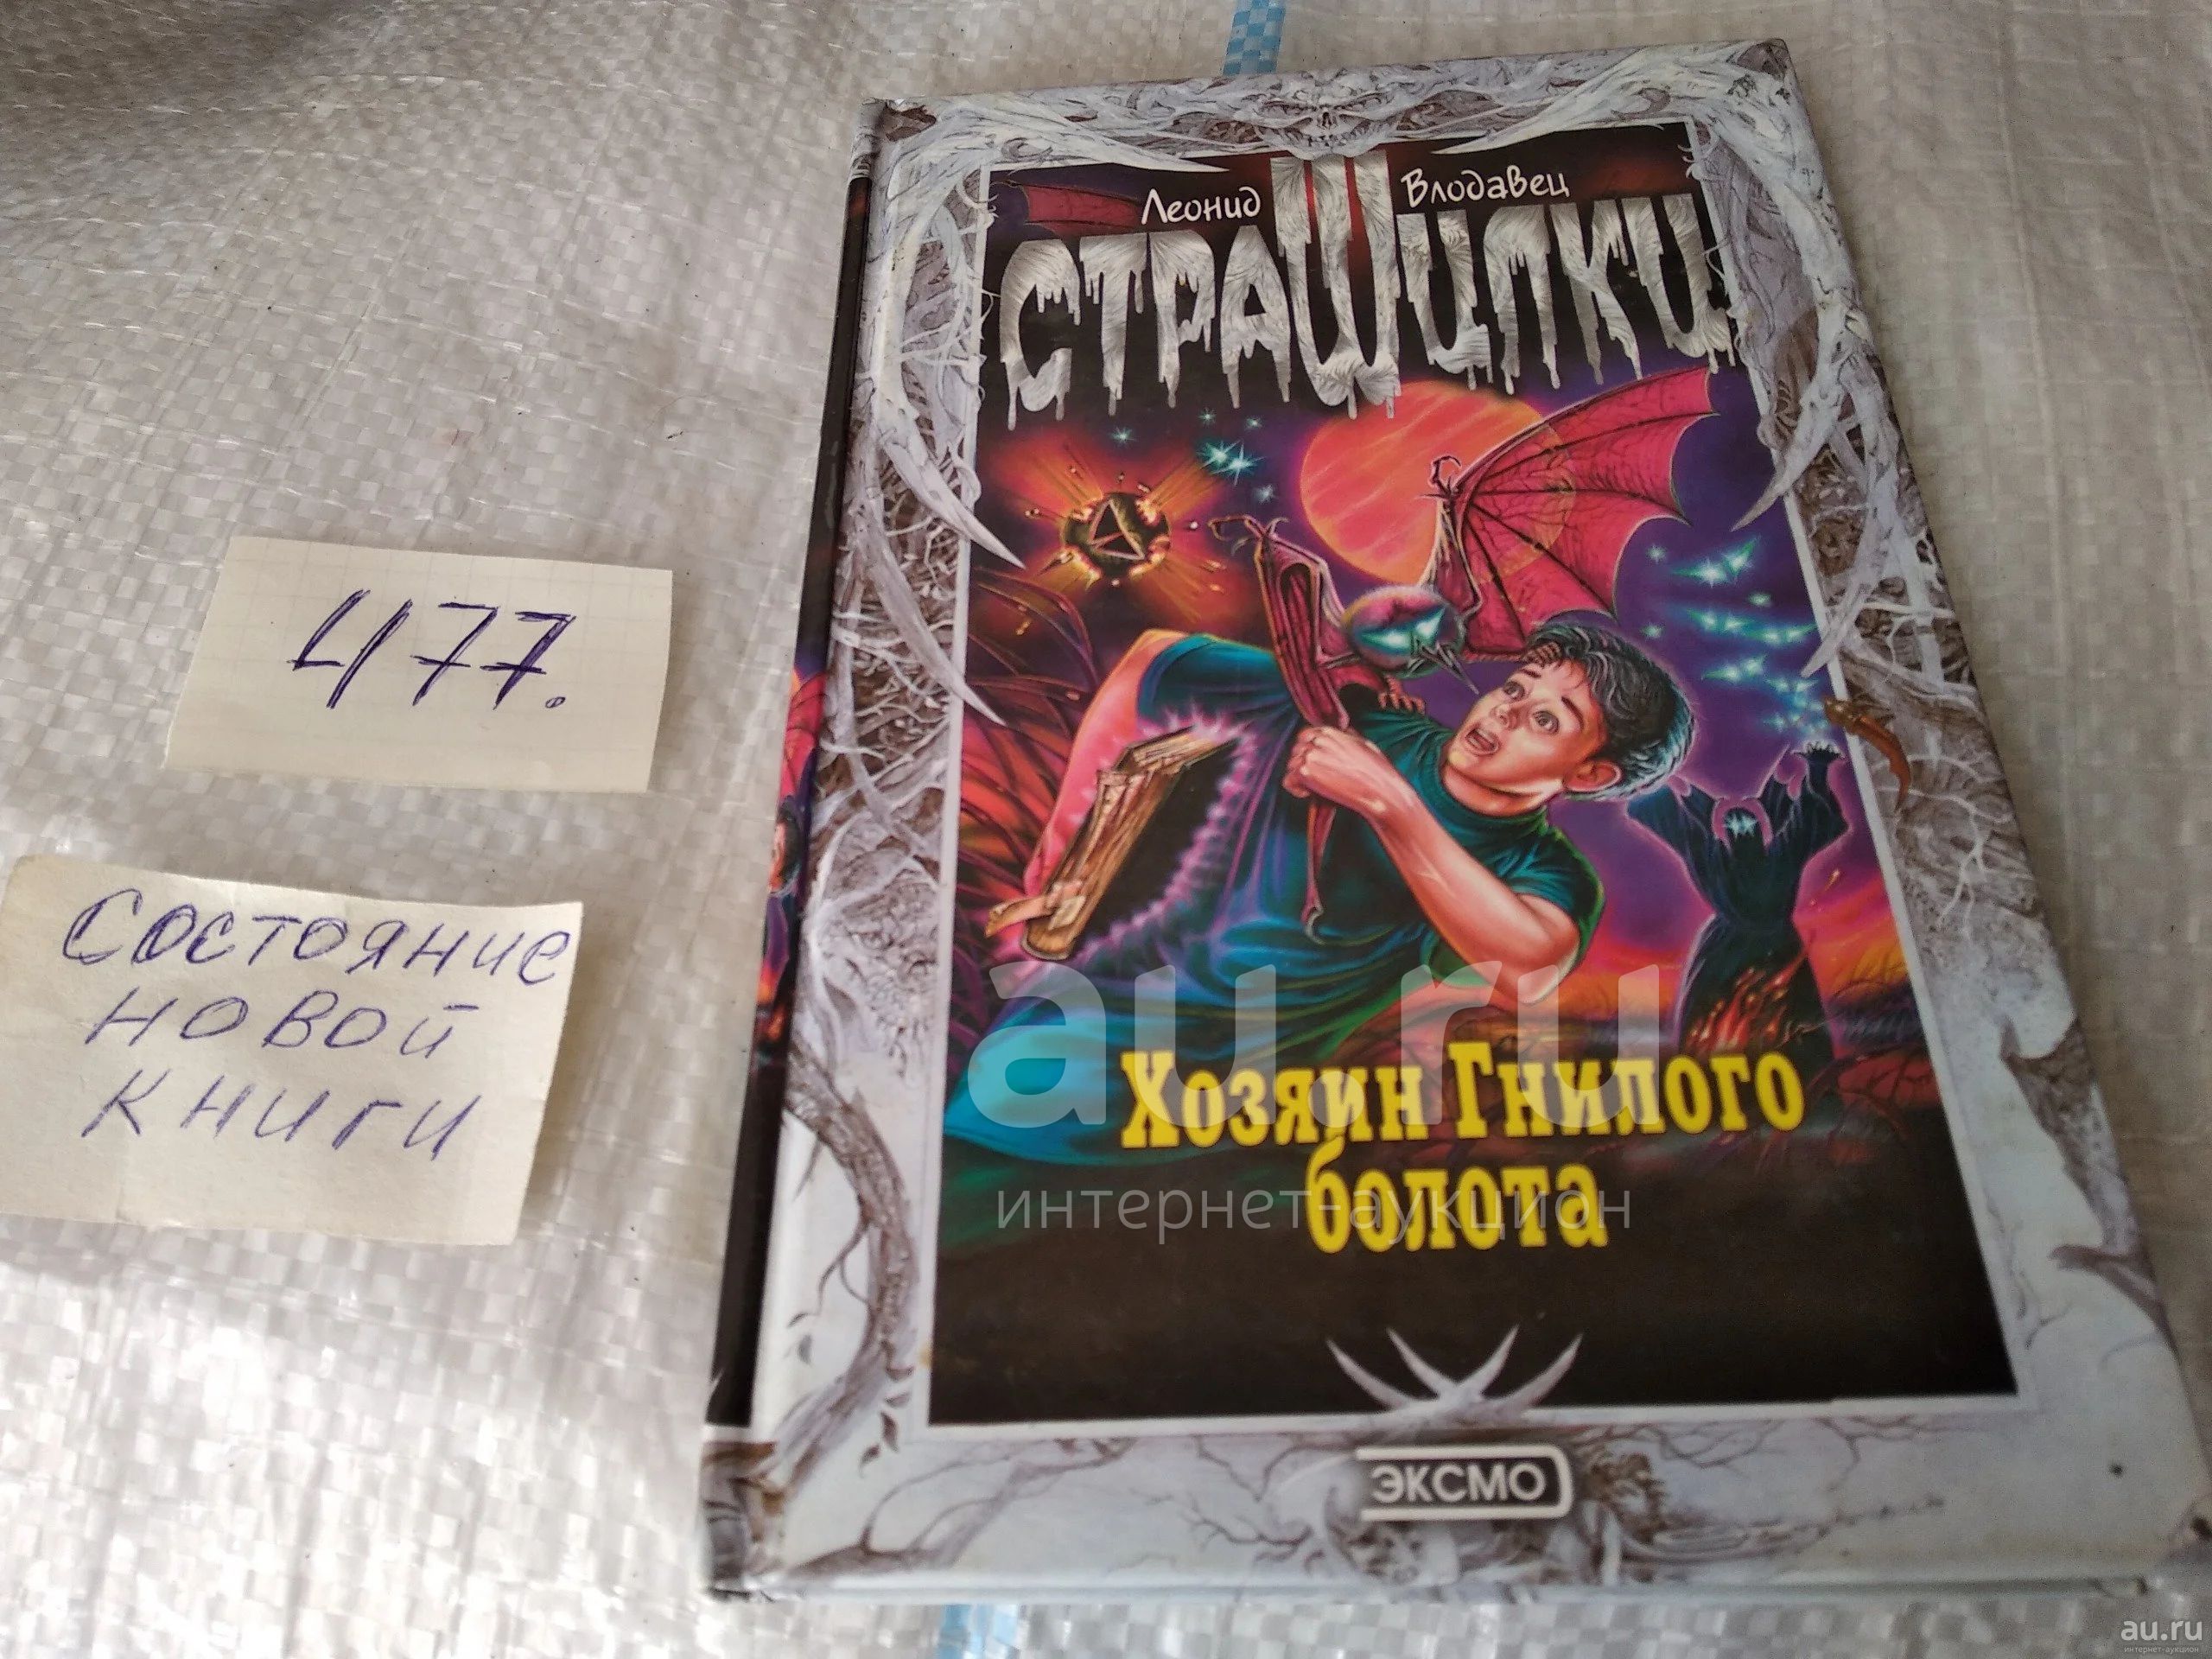 Леонид Влодавец
СТРАШИЛКИ
477.
Состояние
новой
книги
Хозяин Гнилого
болота
ЭКСМО
au.ru
интернет-аукцион
au.ru
интернет-аукцион